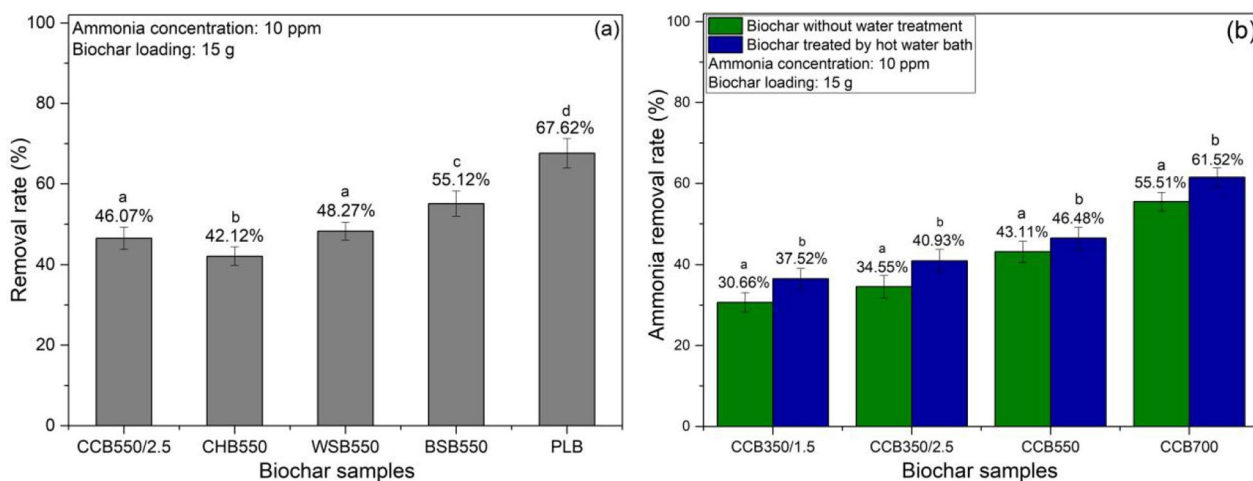 Ammonia concentration: 10 ppm
Biochar loading: 15 g
(a)
Removal rate (%)
100
80
60
40
20
0
a
46.07%
b
42.12%
a
48.27%
c
55.12%
d
67.62%
CCB550/2.5 CHB550 WSB550 BSB550 PLB
Biochar samples
Biochar without water treatment
Biochar treated by hot water bath
Ammonia concentration: 10 ppm
Biochar loading: 15 g
(b)
Ammonia removal rate (%)
100
80
60
40
20
0
a
30.66%
b
37.52%
a
34.55%
b
40.93%
a
43.11%
b
46.48%
a
55.51%
b
61.52%
CCB350/1.5 CCB350/2.5 CCB550 CCB700
Biochar samples